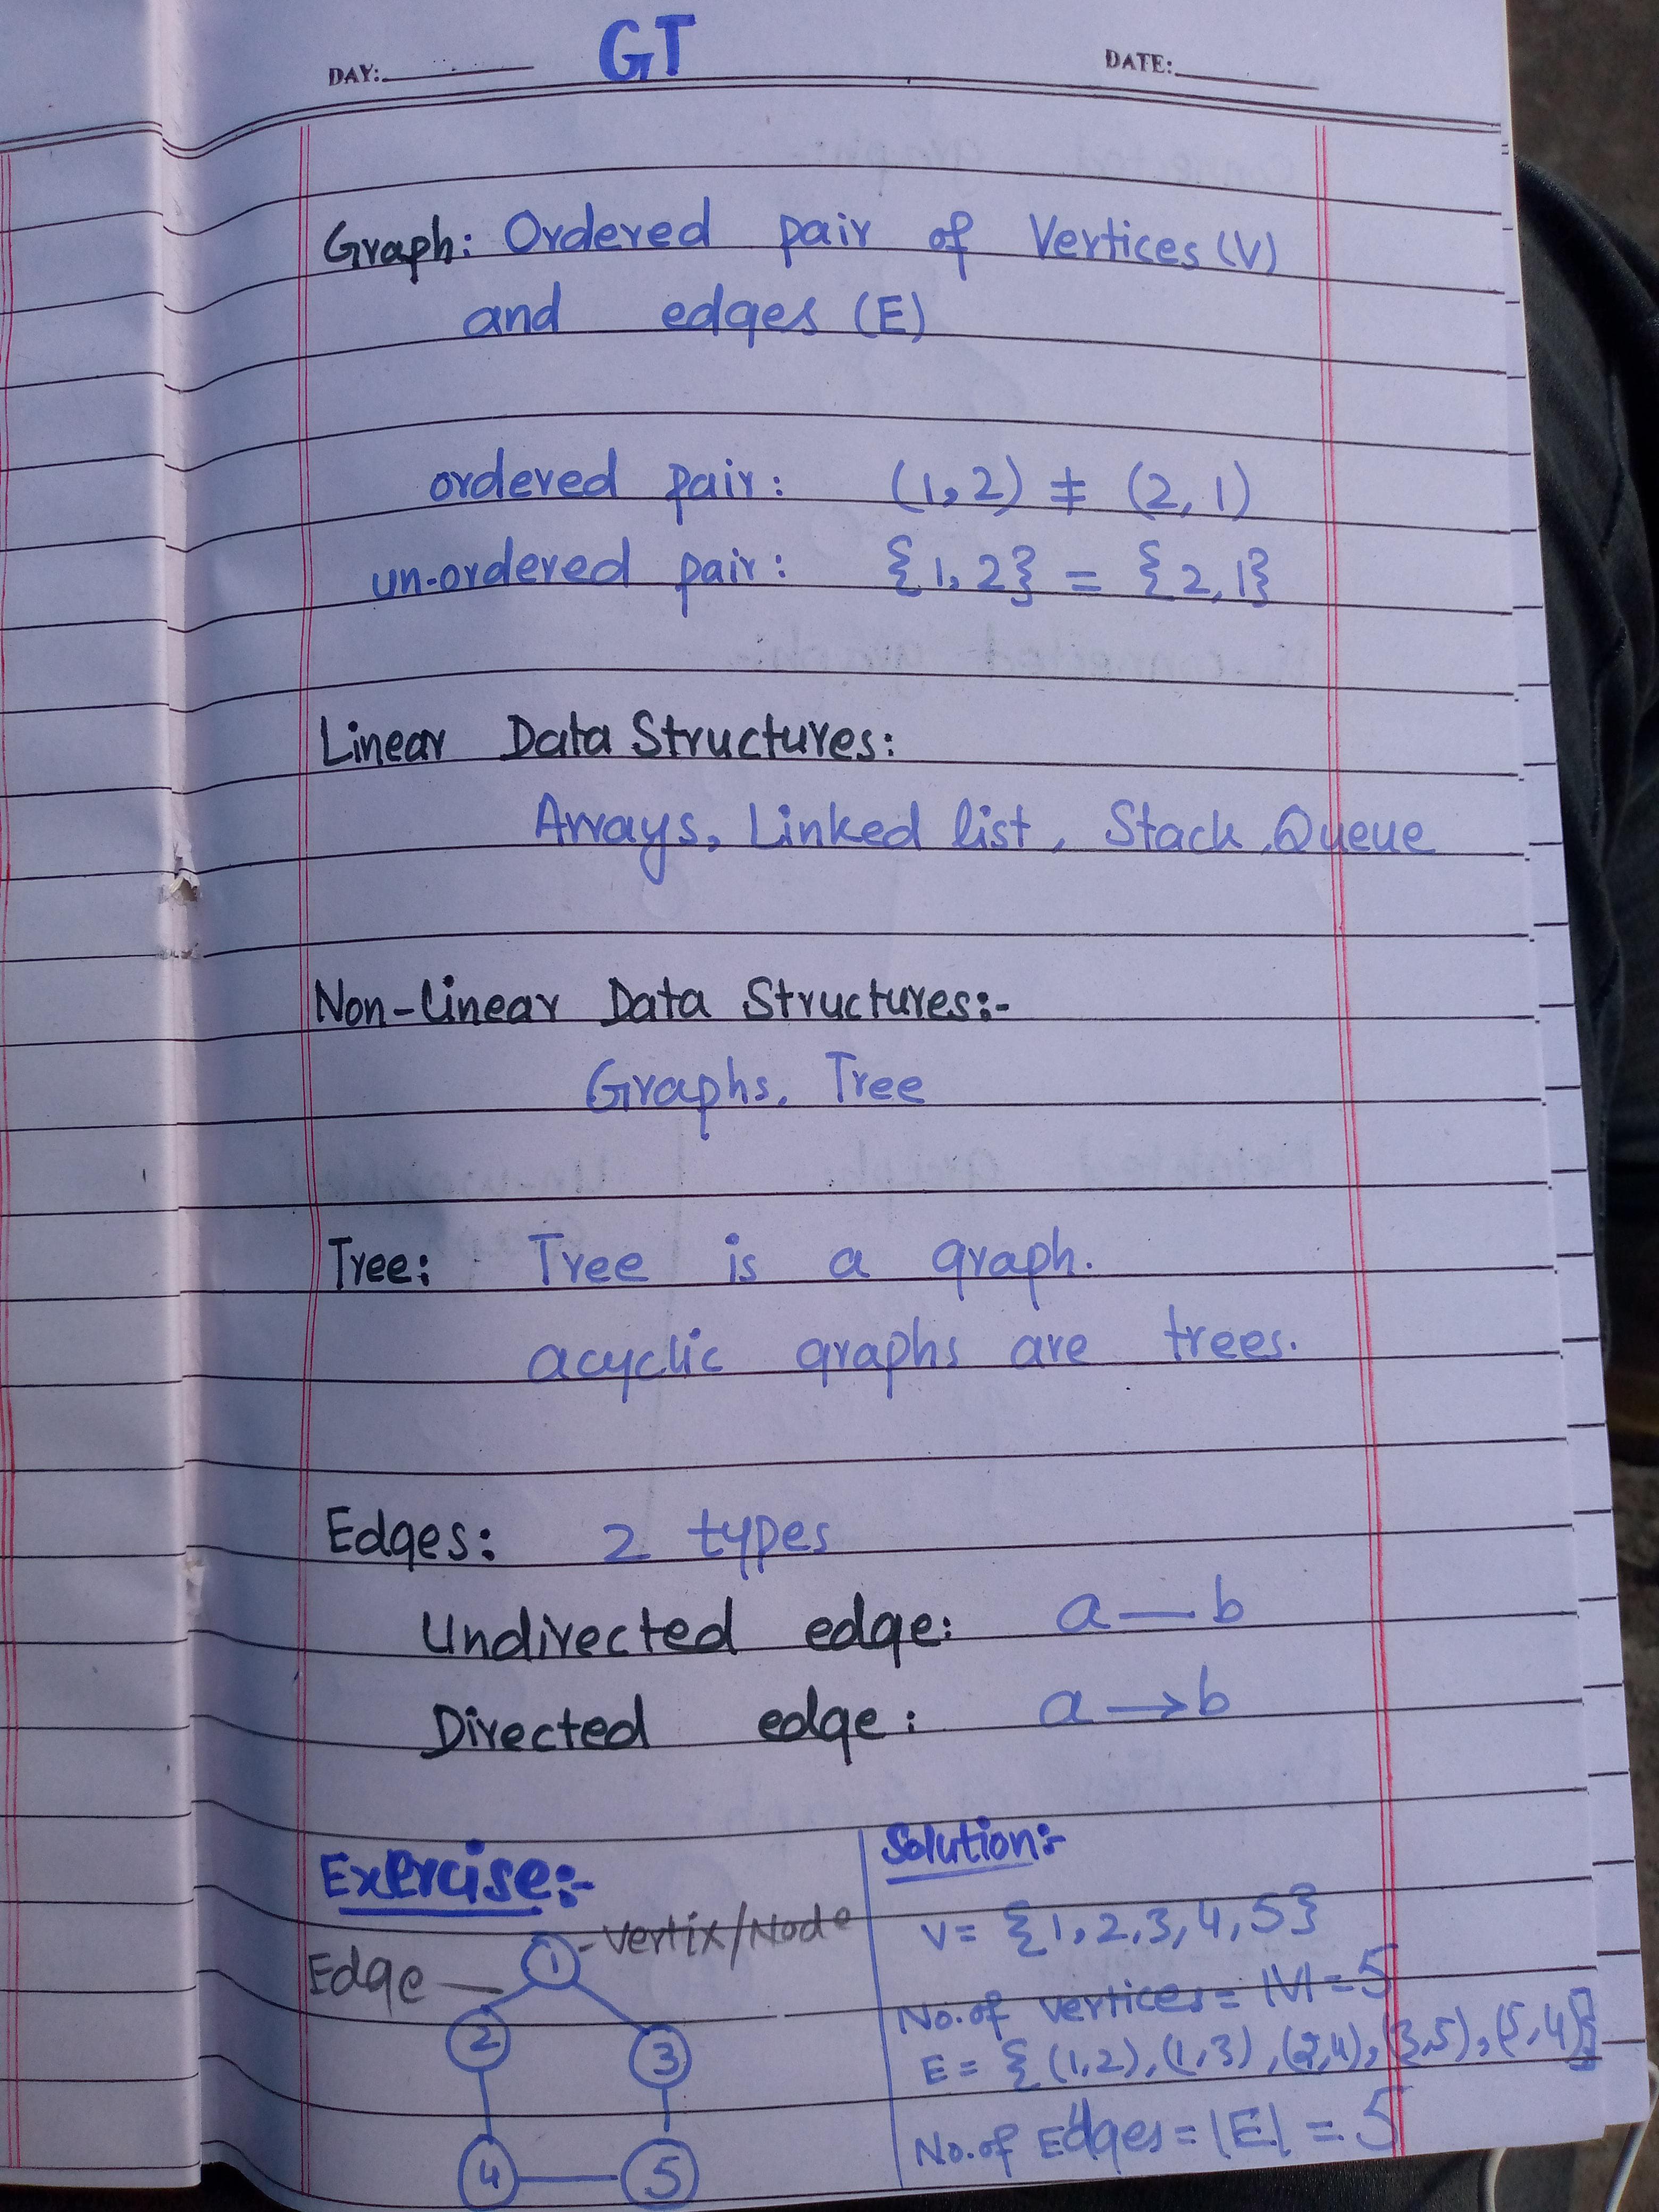 GT
DAY:
DATE:
Graph: Ordered pair of Vertices (V)
and edges (E)
ordered pair: (1,2) ≠ (2,1)
un-ordered pair: {1,2} = {2,1}
Linear Data Structures:
Arrays, Linked list, Stack, Queue
Non-linear Data Structures:-
Graphs, Tree
Tree: Tree is a graph.
acyclic graphs are trees.
Edges: 2 types
Undirected edge: a — b
Directed edge: a → b
Exercise:-
Edge
1 - Vertix/Node
2
3
4
5
Solution:-
V = {1,2,3,4,5}
No.of vertices = |V| = 5
E = {(1,2), (1,3), (2,4), (3,5), (5,4)}
No.of Edges = |E| = 5